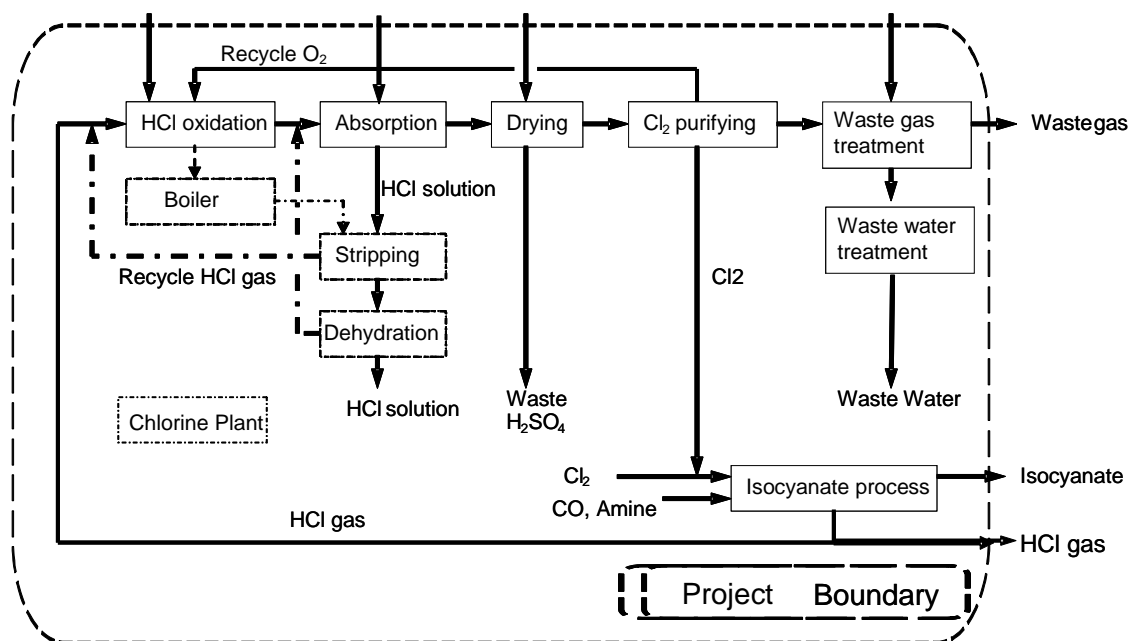 Recycle O₂
HCl oxidation
Absorption
Drying
Cl₂ purifying
Waste gas
treatment
Wastegas
Boiler
HCl solution
Waste water
treatment
Stripping
Recycle HCl gas
Cl2
Dehydration
HCl solution
Waste
H₂SO₄
Waste Water
Chlorine Plant
Cl₂
Isocyanate process
Isocyanate
CO, Amine
HCl gas
HCl gas
Project Boundary